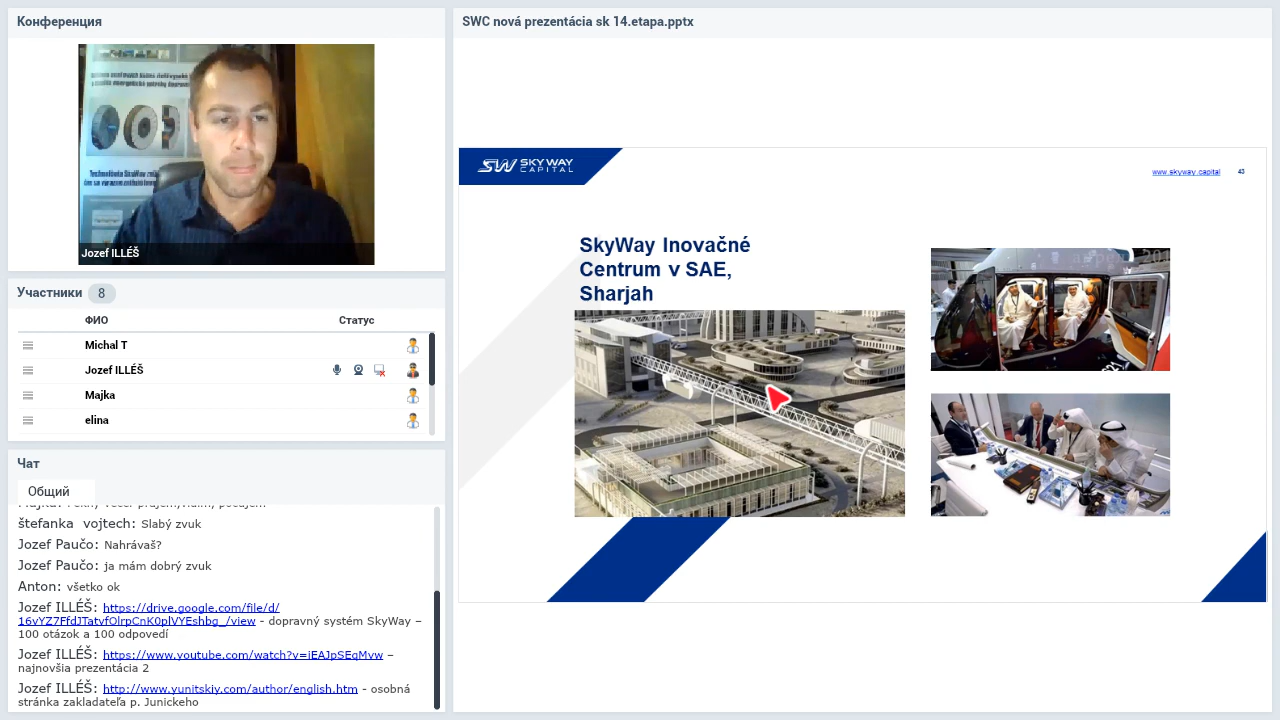 Конференция
Jozef ILLÉŠ
Участники 8
ФИО Статус
Michal T
Jozef ILLÉŠ
Majka
elina
Чат
Общий
štefanka vojtech: Slabý zvuk
Jozef Paučo: Nahrávaš?
Jozef Paučo: ja mám dobrý zvuk
Anton: všetko ok
Jozef ILLÉŠ: https://drive.google.com/file/d/
16vYZ7FfdJTatvfOlrpCnK0plVYEshbg_/view - dopravný systém SkyWay –
100 otázok a 100 odpovedí
Jozef ILLÉŠ: https://www.youtube.com/watch?v=iEAJpSEqMvw –
najnovšia prezentácia 2
Jozef ILLÉŠ: http://www.yunitskiy.com/author/english.htm - osobná
stránka zakladateľa p. Junickeho
SWC nová prezentácia sk 14.etapa.pptx
SW SKY WAY
CAPITAL
www.skyway.capital 43
SkyWay Inovačné
Centrum v SAE,
Sharjah